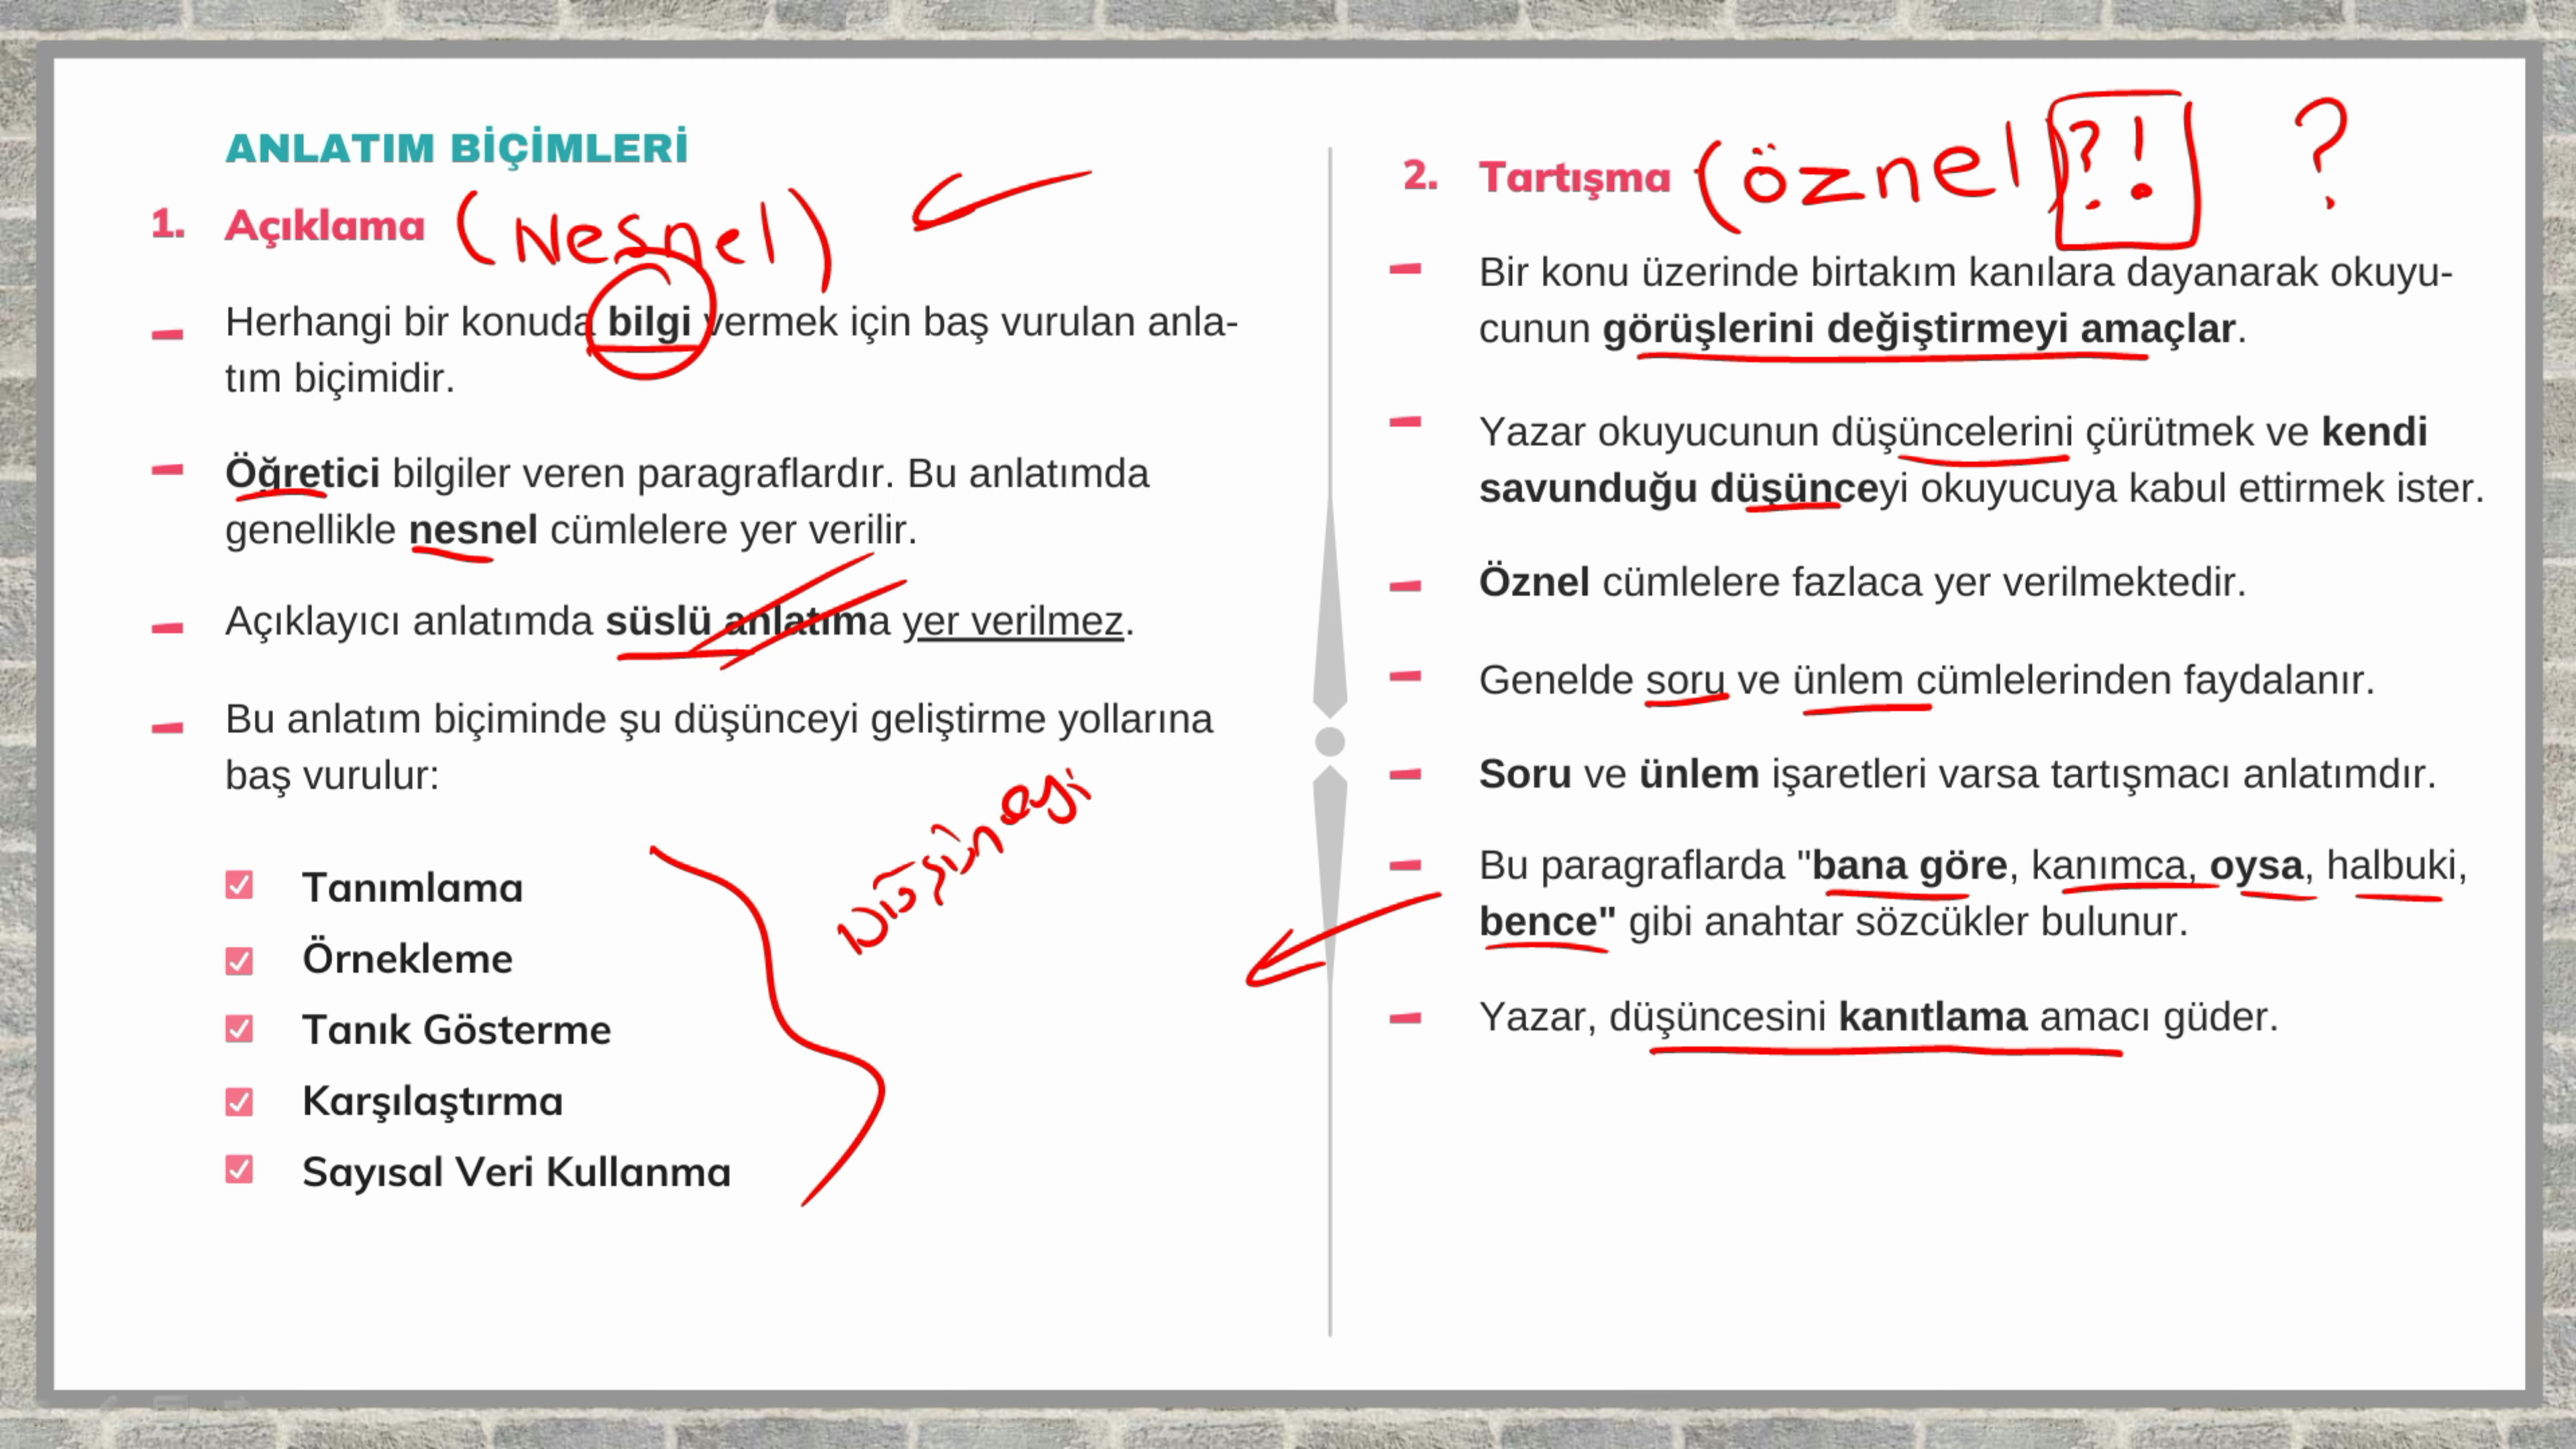 ANLATIM BİÇİMLERİ
1. Açıklama (Nesnel)
- Herhangi bir konuda bilgi vermek için baş vurulan anla-
tım biçimidir.
- Öğretici bilgiler veren paragraflardır. Bu anlatımda
genellikle nesnel cümlelere yer verilir.
- Açıklayıcı anlatımda süslü anlatıma yer verilmez.
- Bu anlatım biçiminde şu düşünceyi geliştirme yollarına
baş vurulur:
Tanımlama
Örnekleme
Tanık Gösterme
Karşılaştırma
Sayısal Veri Kullanma
2. Tartışma (öznel) ?! ?
- Bir konu üzerinde birtakım kanılara dayanarak okuyu-
cunun görüşlerini değiştirmeyi amaçlar.
- Yazar okuyucunun düşüncelerini çürütmek ve kendi
savunduğu düşünceyi okuyucuya kabul ettirmek ister.
- Öznel cümlelere fazlaca yer verilmektedir.
- Genelde soru ve ünlem cümlelerinden faydalanır.
- Soru ve ünlem işaretleri varsa tartışmacı anlatımdır.
- Bu paragraflarda "bana göre, kanımca, oysa, halbuki,
bence" gibi anahtar sözcükler bulunur.
- Yazar, düşüncesini kanıtlama amacı güder.